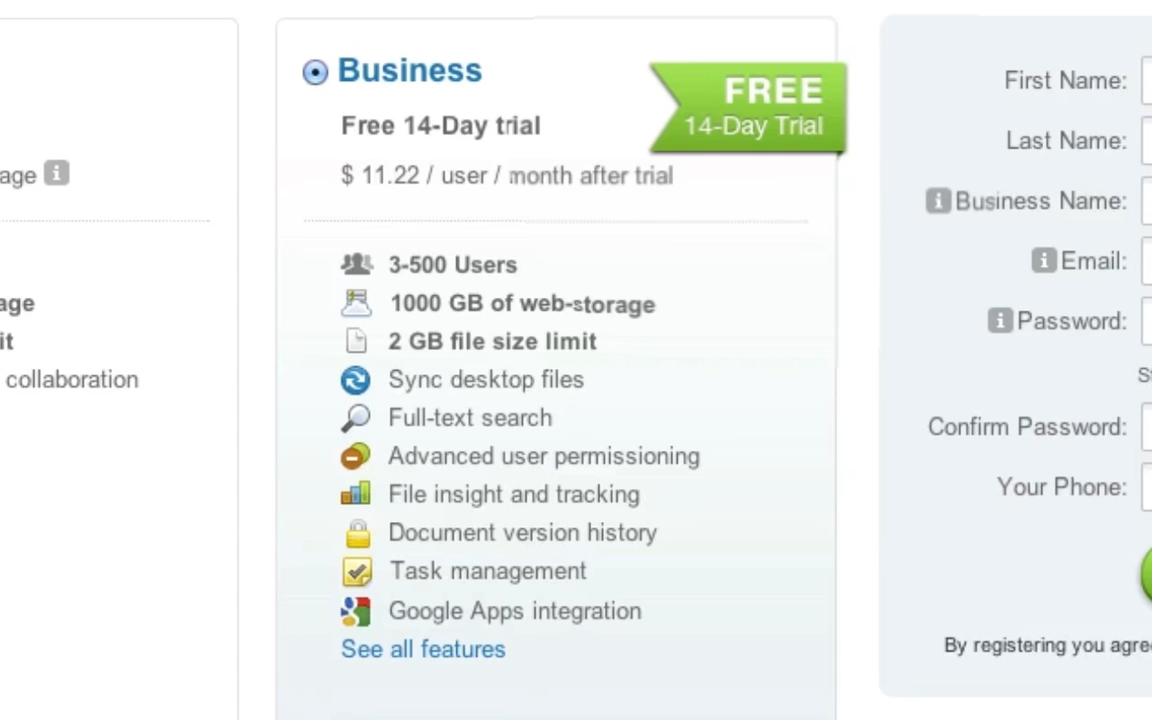 age
age
it
collaboration
Business
FREE
14-Day Trial
Free 14-Day trial
$ 11.22 / user / month after trial
3-500 Users
1000 GB of web-storage
2 GB file size limit
Sync desktop files
Full-text search
Advanced user permissioning
File insight and tracking
Document version history
Task management
Google Apps integration
See all features
First Name:
Last Name:
Business Name:
Email:
Password:
Confirm Password:
Your Phone:
By registering you agre